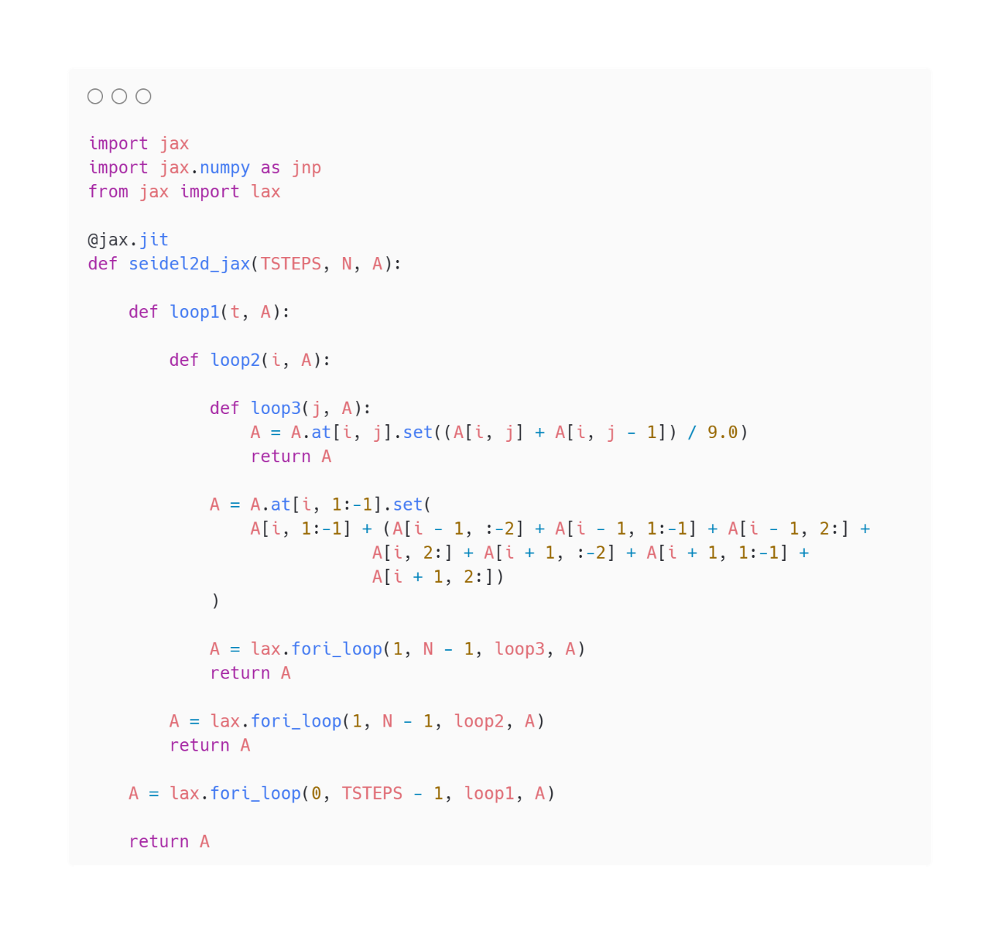 import jax
import jax.numpy as jnp
from jax import lax

@jax.jit
def seidel2d_jax(TSTEPS, N, A):

    def loop1(t, A):

        def loop2(i, A):

            def loop3(j, A):
                A = A.at[i, j].set((A[i, j] + A[i, j - 1]) / 9.0)
                return A

            A = A.at[i, 1:-1].set(
                A[i, 1:-1] + (A[i - 1, :-2] + A[i - 1, 1:-1] + A[i - 1, 2:] +
                            A[i, 2:] + A[i + 1, :-2] + A[i + 1, 1:-1] +
                            A[i + 1, 2:])
            )

            A = lax.fori_loop(1, N - 1, loop3, A)
            return A

        A = lax.fori_loop(1, N - 1, loop2, A)
        return A

    A = lax.fori_loop(0, TSTEPS - 1, loop1, A)

    return A